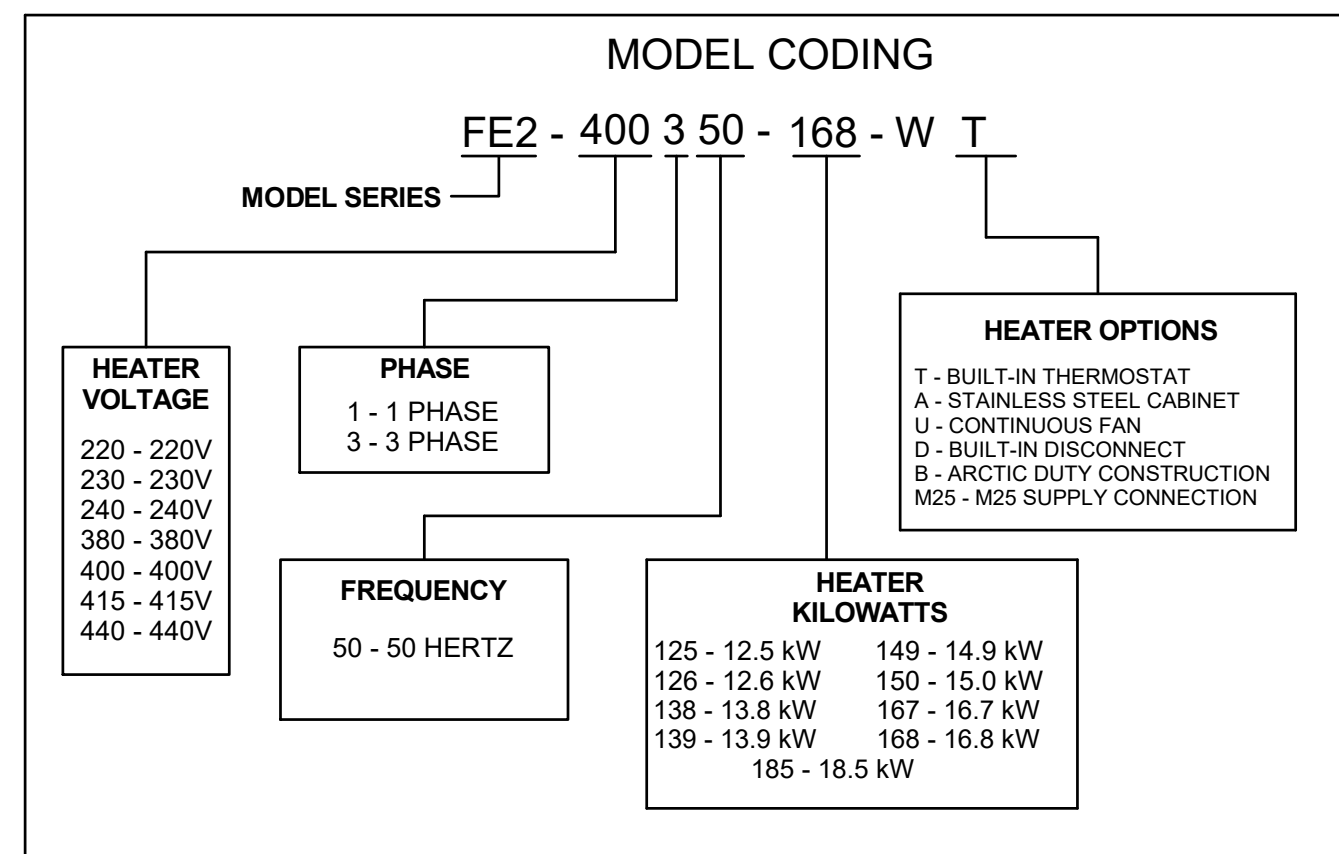 MODEL CODING
FE2 - 400 3 50 - 168 - W T
MODEL SERIES
HEATER
VOLTAGE
220 - 220V
230 - 230V
240 - 240V
380 - 380V
400 - 400V
415 - 415V
440 - 440V
PHASE
1 - 1 PHASE
3 - 3 PHASE
FREQUENCY
50 - 50 HERTZ
HEATER
KILOWATTS
125 - 12.5 kW 149 - 14.9 kW
126 - 12.6 kW 150 - 15.0 kW
138 - 13.8 kW 167 - 16.7 kW
139 - 13.9 kW 168 - 16.8 kW
185 - 18.5 kW
HEATER OPTIONS
T - BUILT-IN THERMOSTAT
A - STAINLESS STEEL CABINET
U - CONTINUOUS FAN
D - BUILT-IN DISCONNECT
B - ARCTIC DUTY CONSTRUCTION
M25 - M25 SUPPLY CONNECTION